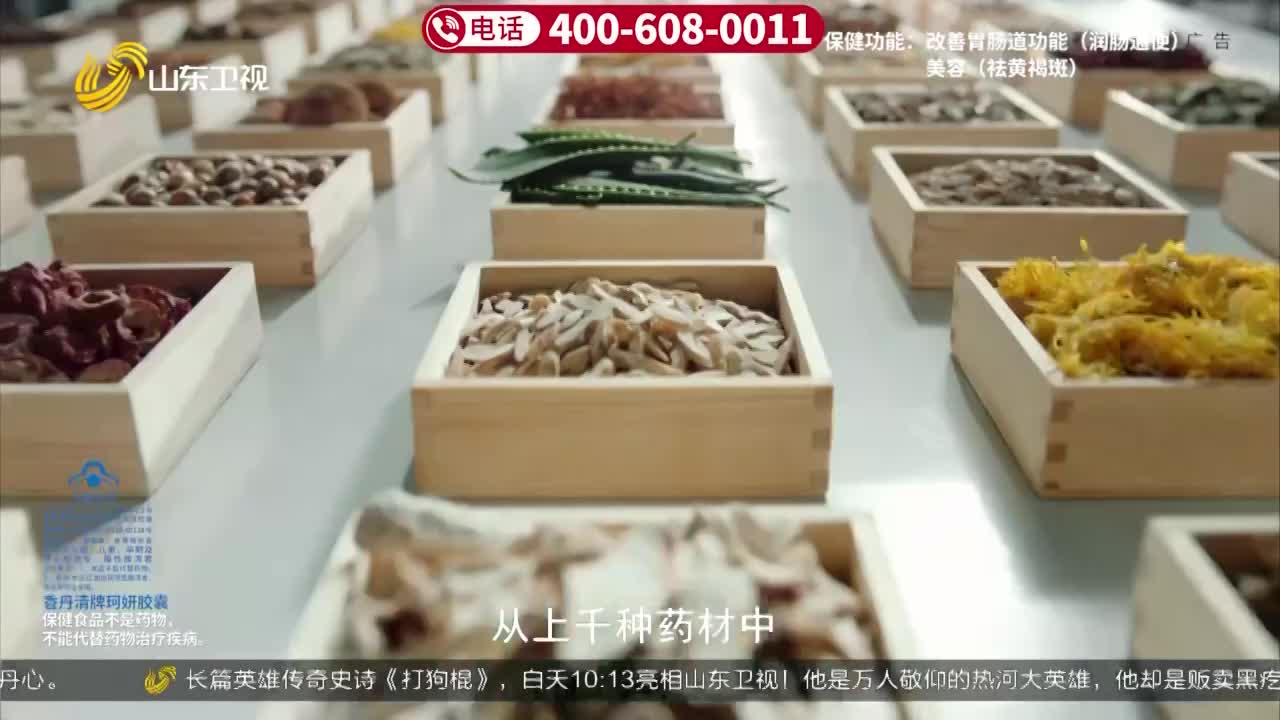 电话 400-608-0011
保健功能：改善胃肠道功能（润肠通便）
美容（祛黄褐斑）
广告
山东卫视
香丹清牌珂妍胶囊
保健食品不是药物，
不能代替药物治疗疾病。
从上千种药材中
丹心。 长篇英雄传奇史诗《打狗棍》，白天10:13亮相山东卫视！他是万人敬仰的热河大英雄，他却是贩卖黑疙